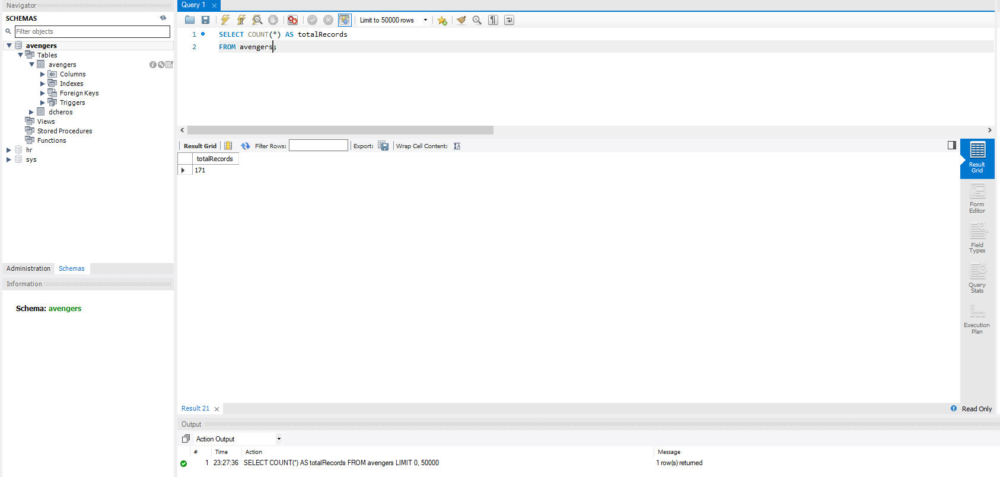 Navigator
SCHEMAS
Filter objects
avengers
Tables
avengers
Columns
Indexes
Foreign Keys
Triggers
dcheros
Views
Stored Procedures
Functions
hr
sys
Administration Schemas
Information
Schema: avengers
Query 1
Limit to 50000 rows
1 SELECT COUNT(*) AS totalRecords
2 FROM avengers;
Result Grid Filter Rows: Export: Wrap Cell Content:
totalRecords
171
Result
Grid
Form
Editor
Field
Types
Query
Stats
Execution
Plan
Result 21 Read Only
Output
Action Output
# Time Action Message
1 23:27:36 SELECT COUNT(*) AS totalRecords FROM avengers LIMIT 0, 50000 1 row(s) returned